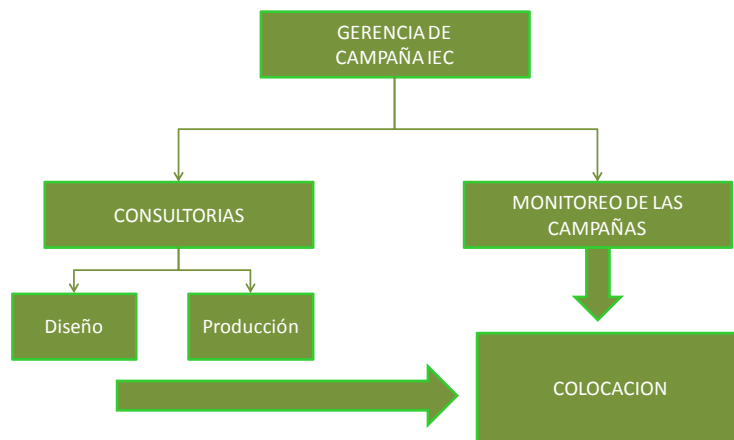 GERENCIA DE
CAMPAÑA IEC
CONSULTORIAS
MONITOREO DE LAS
CAMPAÑAS
Diseño
Producción
COLOCACION